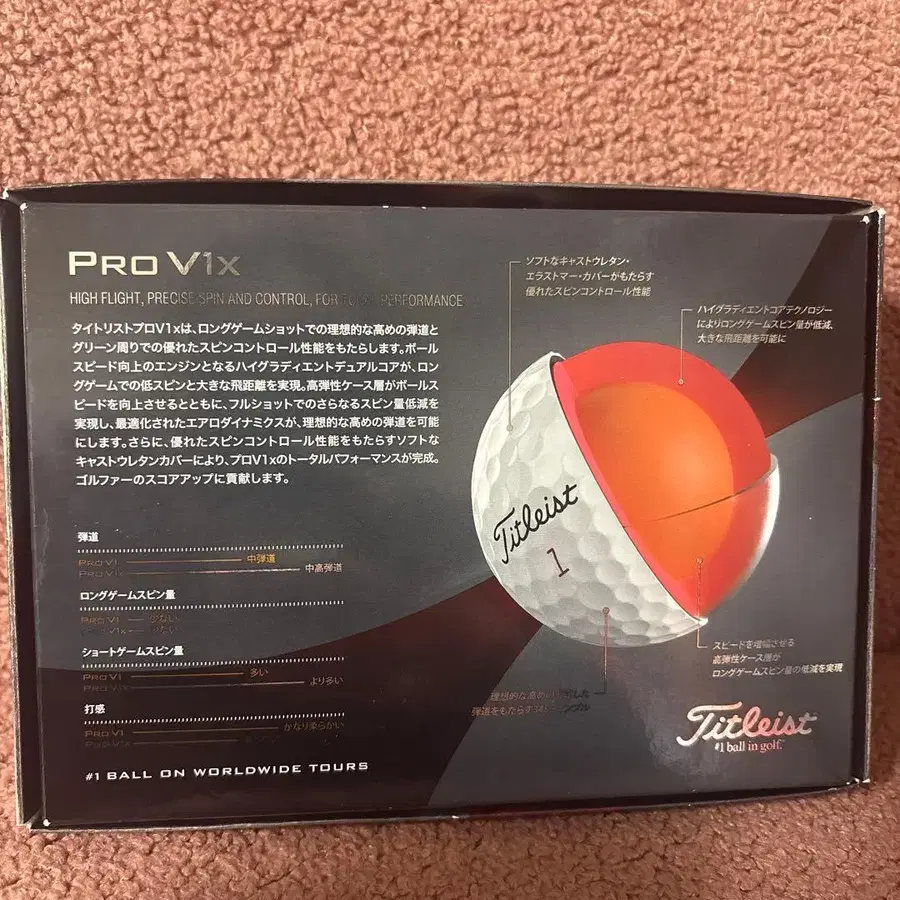 PRO V1x
HIGH FLIGHT, PRECISE SPIN AND CONTROL, FOR PERFORMANCE
タイトリストプロV1xは、ロングゲームショットでの理想的な高めの弾道と
グリーン周りでの優れたスピンコントロール性能をもたらします。ボール
スピード向上のエンジンとなるハイグラディエントデュアルコアが、ロン
グゲームでの低スピンと大きな飛距離を実現。高弾性ケース層がボールス
ピードを向上させるとともに、フルショットでのさらなるスピン量低減を
実現し、最適化されたエアロダイナミクスが、理想的な高めの弾道を可能
にします。さらに、優れたスピンコントロール性能をもたらすソフトな
キャストウレタンカバーにより、プロV1xのトータルパフォーマンスが完成。
ゴルファーのスコアアップに貢献します。
弾道
PRO V1 中弾道
PRO V1x 中高弾道
ロングゲームスピン量
PRO V1 少ない
PRO V1x 少ない
ショートゲームスピン量
PRO V1 多い
PRO V1x より多い
打感
PRO V1 かなり柔らかい
PRO V1x
#1 BALL ON WORLDWIDE TOURS
ソフトなキャストウレタン・
エラストマー・カバーがもたらす
優れたスピンコントロール性能
ハイグラディエントコアテクノロジー
によりロングゲームスピン量が低減、
大きな飛距離を可能に
Titleist
1
スピードを増幅させる
高弾性ケース層が
ロングゲームスピン量の低減を実現
理想的な高め
弾道をもたらす
Titleist
#1 ball in golf.